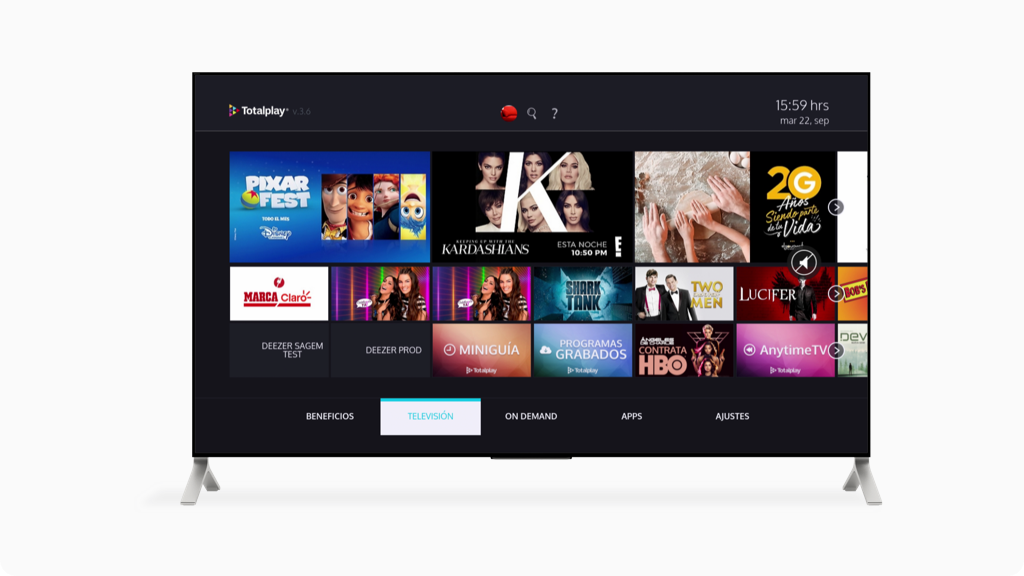 Totalplay v.3.6
?
15:59 hrs
mar 22, sep
PIXAR
FEST
TODO EL MES
Disney
K
KEEPING UP WITH THE
KARDASHIANS
ESTA NOCHE
10:50 PM
E
20
Años
Siendo parte
de tu Vida
MARCA Claro
SHARK
TANK
TWO
MEN
LUCIFER
BOB'S
DEEZER SAGEM
TEST
DEEZER PROD
MINIGUÍA
Totalplay
PROGRAMAS
GRABADOS
Totalplay
ÁNGELES
DE CHARLIE
CONTRATA
HBO
AnytimeTV
Totalplay
DEV
BENEFICIOS
TELEVISIÓN
ON DEMAND
APPS
AJUSTES